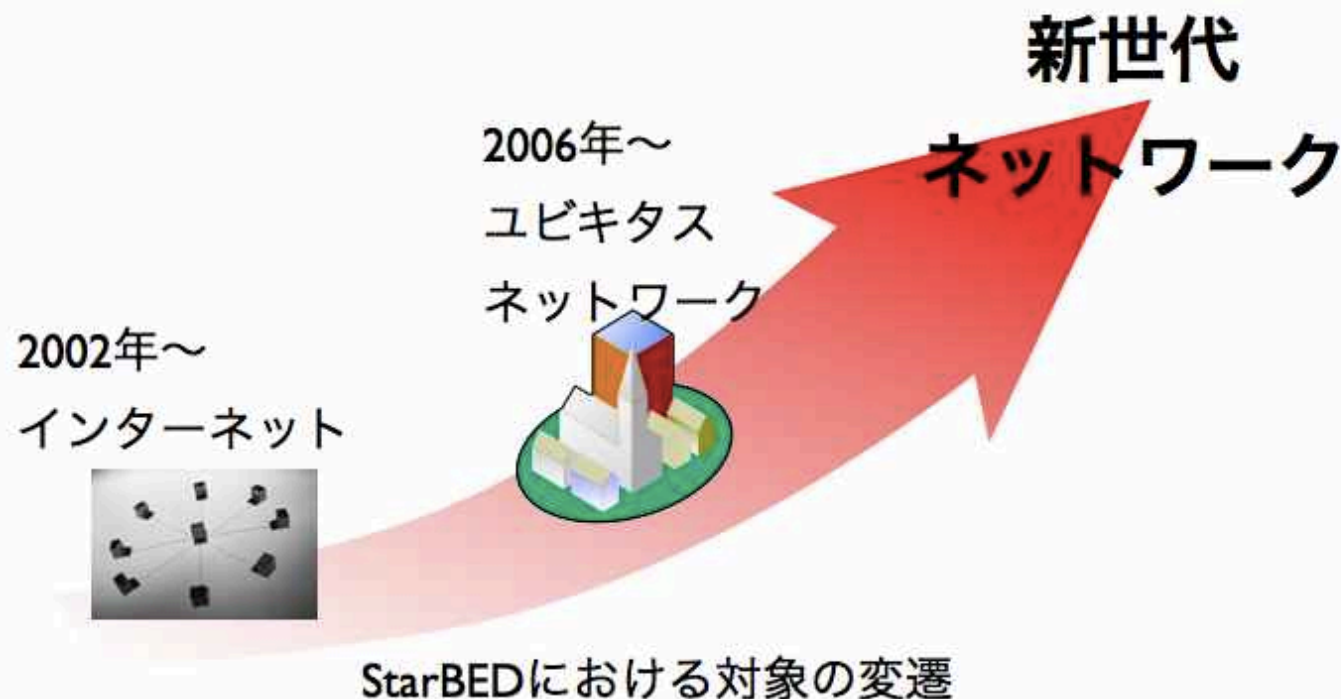 新世代
ネットワーク
2006年～
ユビキタス
ネットワーク
2002年～
インターネット
StarBEDにおける対象の変遷